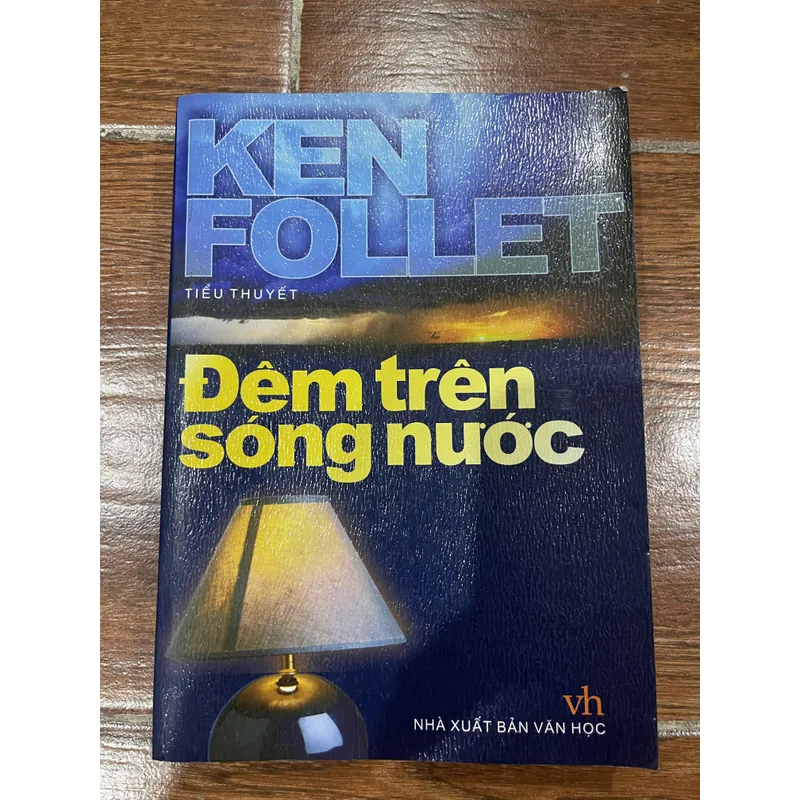 KEN
FOLLET
TIỂU THUYẾT
Đêm trên
sóng nước
vh
NHÀ XUẤT BẢN VĂN HỌC